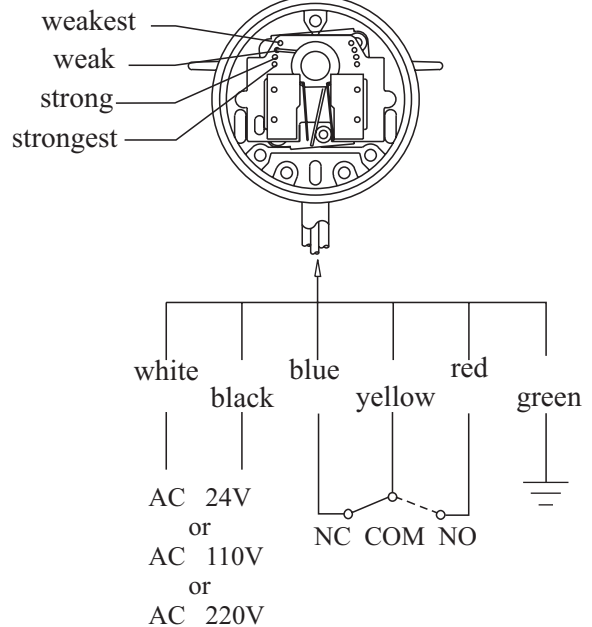 weakest
weak
strong
strongest
white
blue
red
black
yellow
green
AC 24V
or
AC 110V
or
AC 220V
NC COM NO